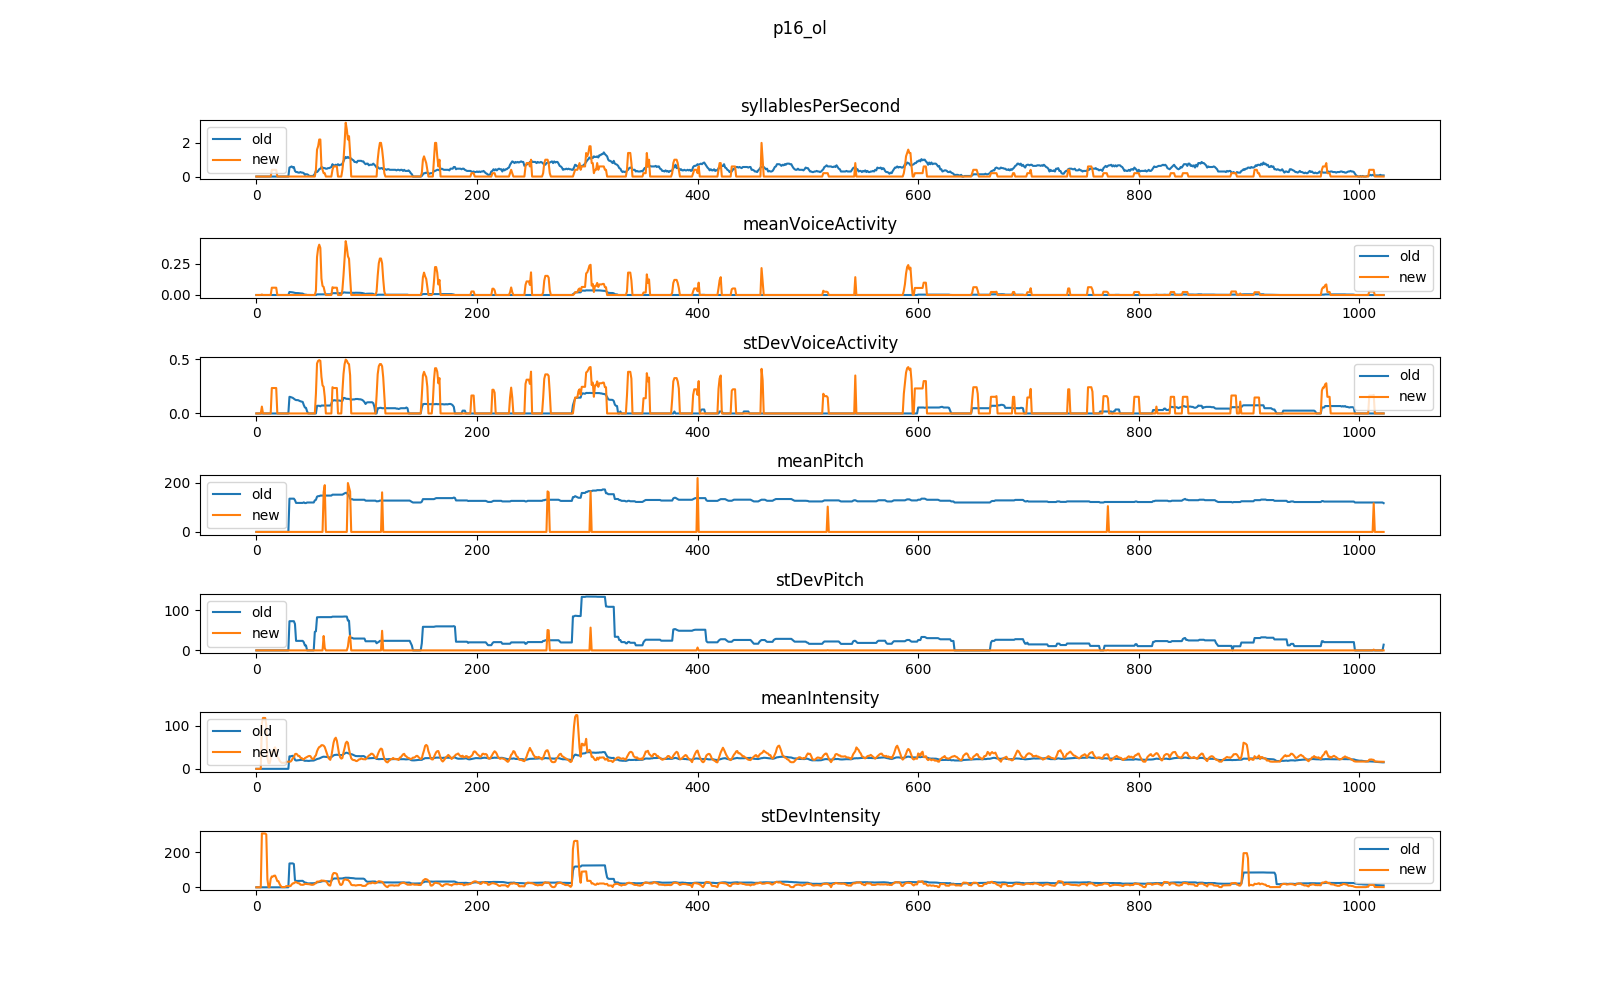 p16_ol
syllablesPerSecond
2
0
old
new
0 200 400 600 800 1000
meanVoiceActivity
0.25
0.00
old
new
0 200 400 600 800 1000
stDevVoiceActivity
0.5
0.0
old
new
0 200 400 600 800 1000
meanPitch
200
0
old
new
0 200 400 600 800 1000
stDevPitch
100
0
old
new
0 200 400 600 800 1000
meanIntensity
100
0
old
new
0 200 400 600 800 1000
stDevIntensity
200
0
old
new
0 200 400 600 800 1000